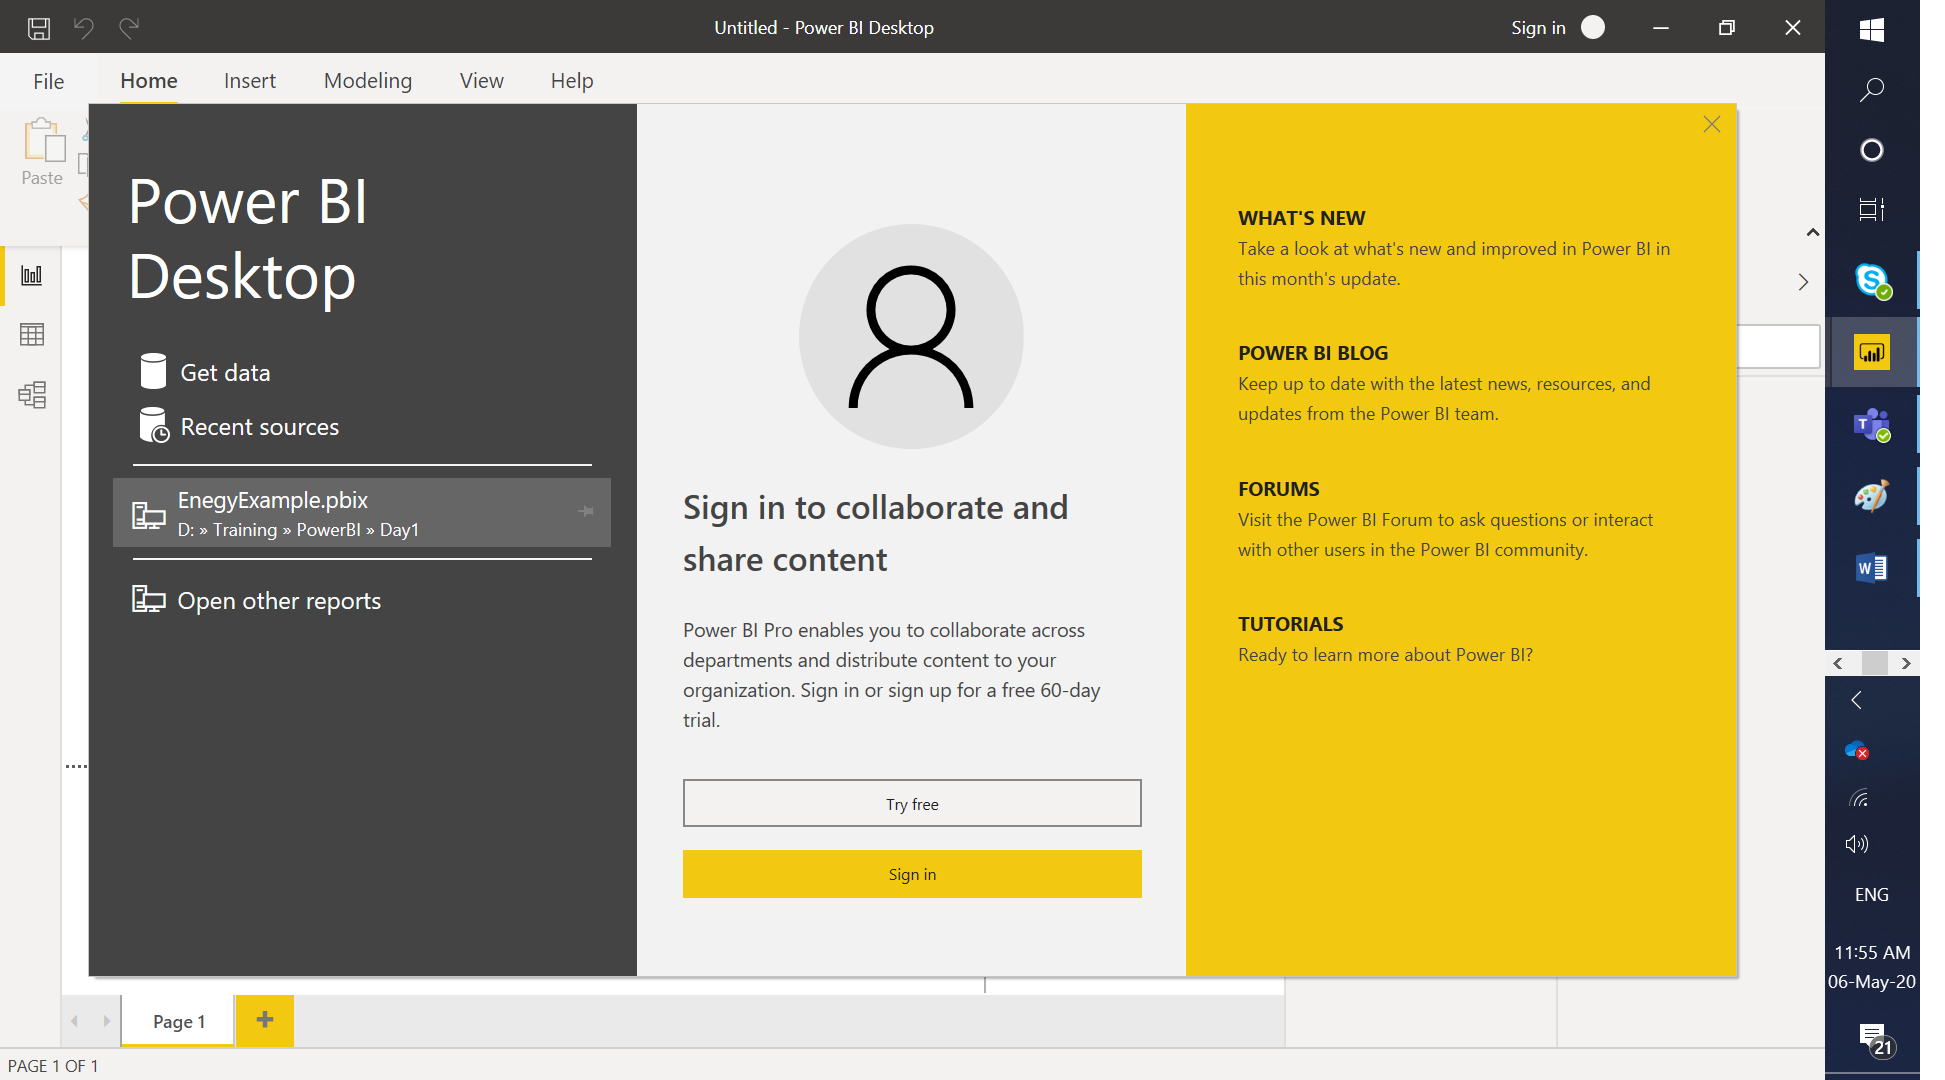 Untitled - Power BI Desktop
Sign in
File
Home
Insert
Modeling
View
Help
Paste
Power BI
Desktop
Get data
Recent sources
EnegyExample.pbix
D: » Training » PowerBI » Day1
Open other reports
Sign in to collaborate and
share content
Power BI Pro enables you to collaborate across
departments and distribute content to your
organization. Sign in or sign up for a free 60-day
trial.
Try free
Sign in
WHAT'S NEW
Take a look at what's new and improved in Power BI in
this month's update.
POWER BI BLOG
Keep up to date with the latest news, resources, and
updates from the Power BI team.
FORUMS
Visit the Power BI Forum to ask questions or interact
with other users in the Power BI community.
TUTORIALS
Ready to learn more about Power BI?
Page 1
PAGE 1 OF 1
S
T
W
ENG
11:55 AM
06-May-20
21